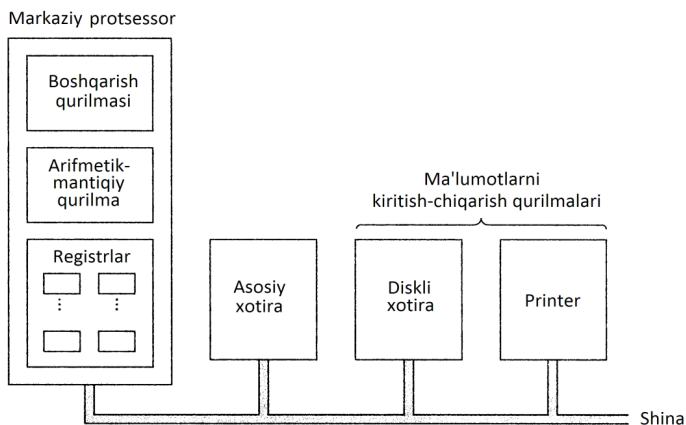 Markaziy protsessor
Boshqarish
qurilmasi
Arifmetik-
mantiqiy
qurilma
Registrlar
Ma'lumotlarni
kiritish-chiqarish qurilmalari
Asosiy
xotira
Diskli
xotira
Printer
Shina